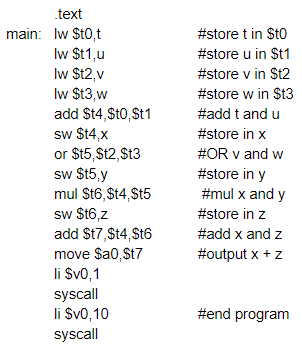 .text
main: lw $t0,t #store t in $t0
lw $t1,u #store u in $t1
lw $t2,v #store v in $t2
lw $t3,w #store w in $t3
add $t4,$t0,$t1 #add t and u
sw $t4,x #store in x
or $t5,$t2,$t3 #OR v and w
sw $t5,y #store in y
mul $t6,$t4,$t5 #mul x and y
sw $t6,z #store in z
add $t7,$t4,$t6 #add x and z
move $a0,$t7 #output x + z
li $v0,1
syscall
li $v0,10 #end program
syscall